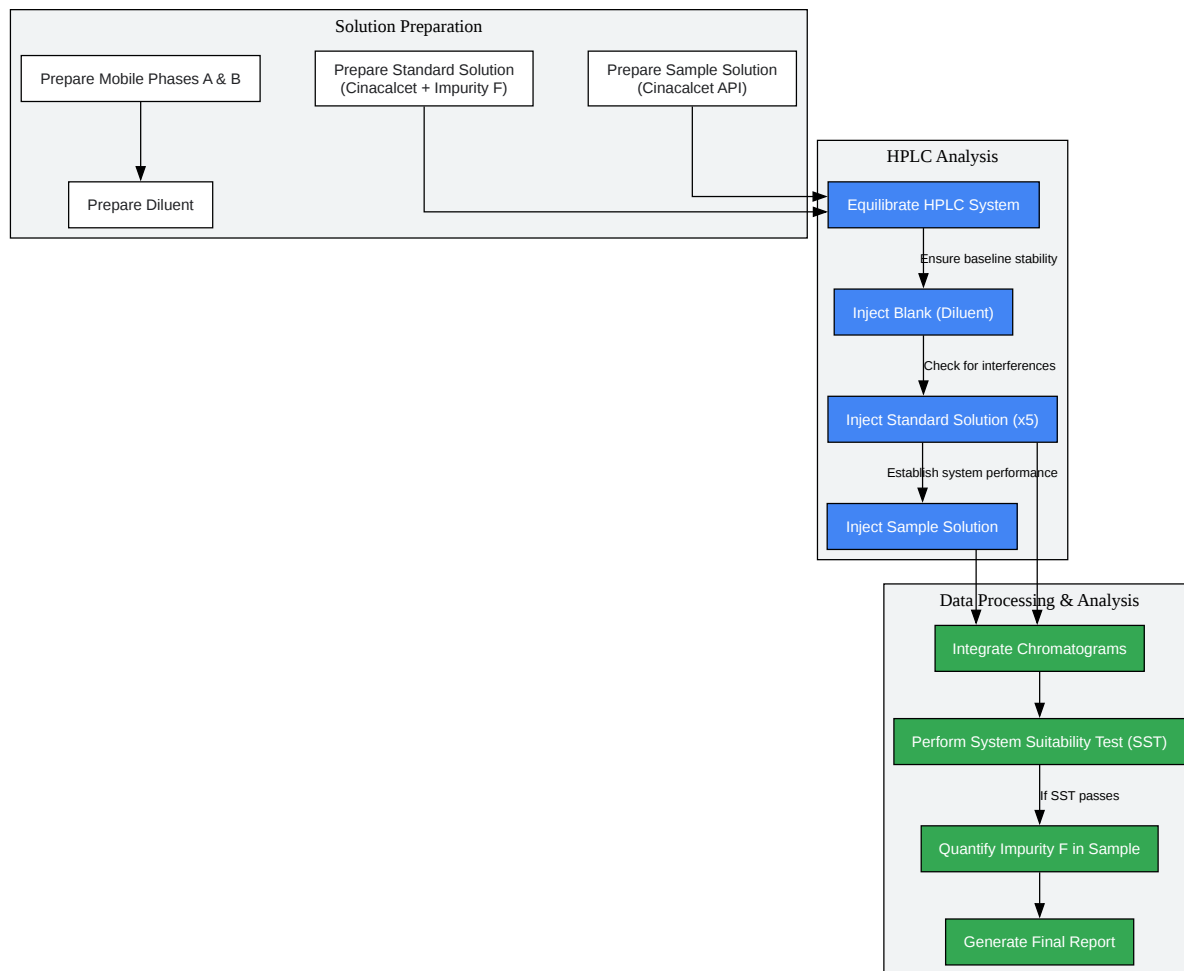 Solution Preparation
Prepare Mobile Phases A & B
Prepare Standard Solution
(Cinacalcet + Impurity F)
Prepare Sample Solution
(Cinacalcet API)
Prepare Diluent
HPLC Analysis
Equilibrate HPLC System
Ensure baseline stability
Inject Blank (Diluent)
Check for interferences
Inject Standard Solution (x5)
Establish system performance
Inject Sample Solution
Data Processing & Analysis
Integrate Chromatograms
Perform System Suitability Test (SST)
If SST passes
Quantify Impurity F in Sample
Generate Final Report